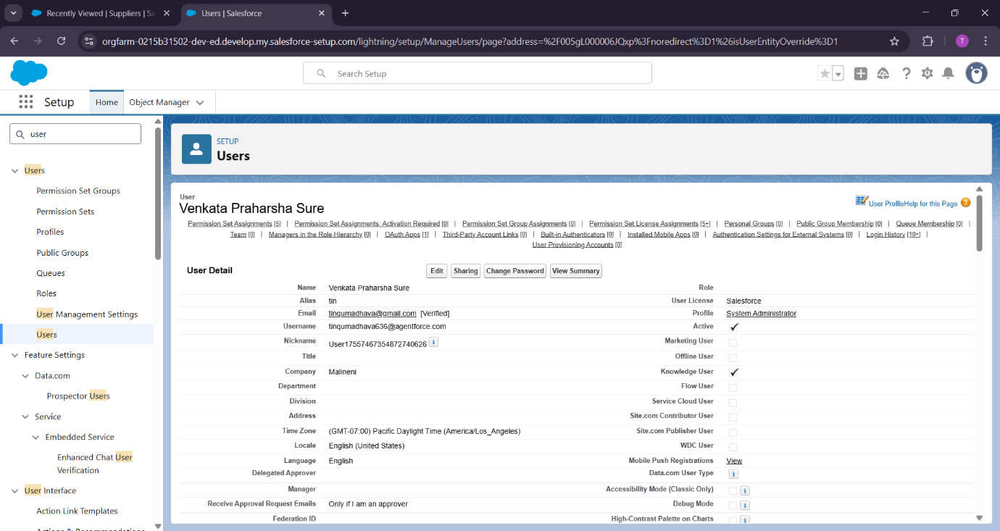 Recently Viewed | Suppliers | Sa
Users | Salesforce
orgfarm-0215b31502-dev-ed.develop.my.salesforce-setup.com/lightning/setup/ManageUsers/page?address=%2F005gL000006JQxp%3Fnoredirect%3D1%26isUserEntityOverride%3D1
T
Search Setup
Setup
Home
Object Manager
user
Users
Permission Set Groups
Permission Sets
Profiles
Public Groups
Queues
Roles
User Management Settings
Users
Feature Settings
Data.com
Prospector Users
Service
Embedded Service
Enhanced Chat User
Verification
User Interface
Action Link Templates
Actions & Recommendations
SETUP
Users
User
Venkata Praharsha Sure
User Profile Help for this Page ?
Permission Set Assignments [5] | Permission Set Assignments: Activation Required [0] | Permission Set Group Assignments [0] | Permission Set License Assignments [5+] | Personal Groups [0] | Public Group Membership [0] | Queue Membership [0] |
Team [0] | Managers in the Role Hierarchy [0] | OAuth Apps [1] | Third-Party Account Links [0] | Built-in Authenticators [0] | Installed Mobile Apps [0] | Authentication Settings for External Systems [0] | Login History [10+] |
User Provisioning Accounts [0]
User Detail
Edit Sharing Change Password View Summary
Name Venkata Praharsha Sure Role
Alias tin User License Salesforce
Email tinqumadhava@gmail.com [Verified] Profile System Administrator
Username tinqumadhava636@agentforce.com Active
Nickname User17557467354872740626 i Marketing User
Title Offline User
Company Malineni Knowledge User
Department Flow User
Division Service Cloud User
Address Site.com Contributor User
Time Zone (GMT-07:00) Pacific Daylight Time (America/Los_Angeles) Site.com Publisher User
Locale English (United States) WDC User
Language English Mobile Push Registrations View
Delegated Approver Data.com User Type i
Manager Accessibility Mode (Classic Only) i
Receive Approval Request Emails Only if I am an approver Debug Mode i
Federation ID High-Contrast Palette on Charts i